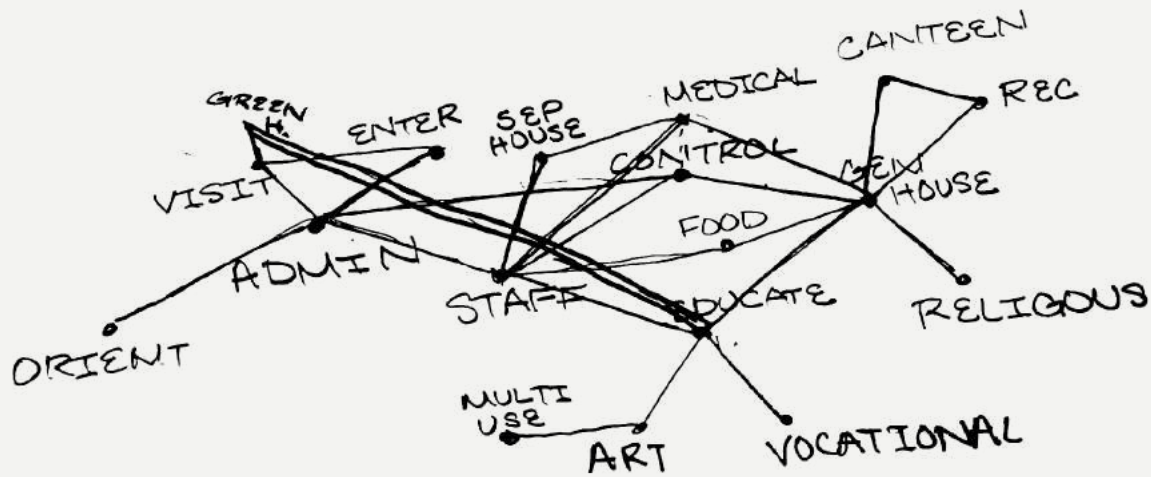 CANTEEN
REC
MEDICAL
GREEN
H.
ENTER
SEP
HOUSE
CONTROL
GEN
HOUSE
VISIT
FOOD
ADMIN
STAFF
EDUCATE
RELIGOUS
ORIENT
MULTI
USE
ART
VOCATIONAL